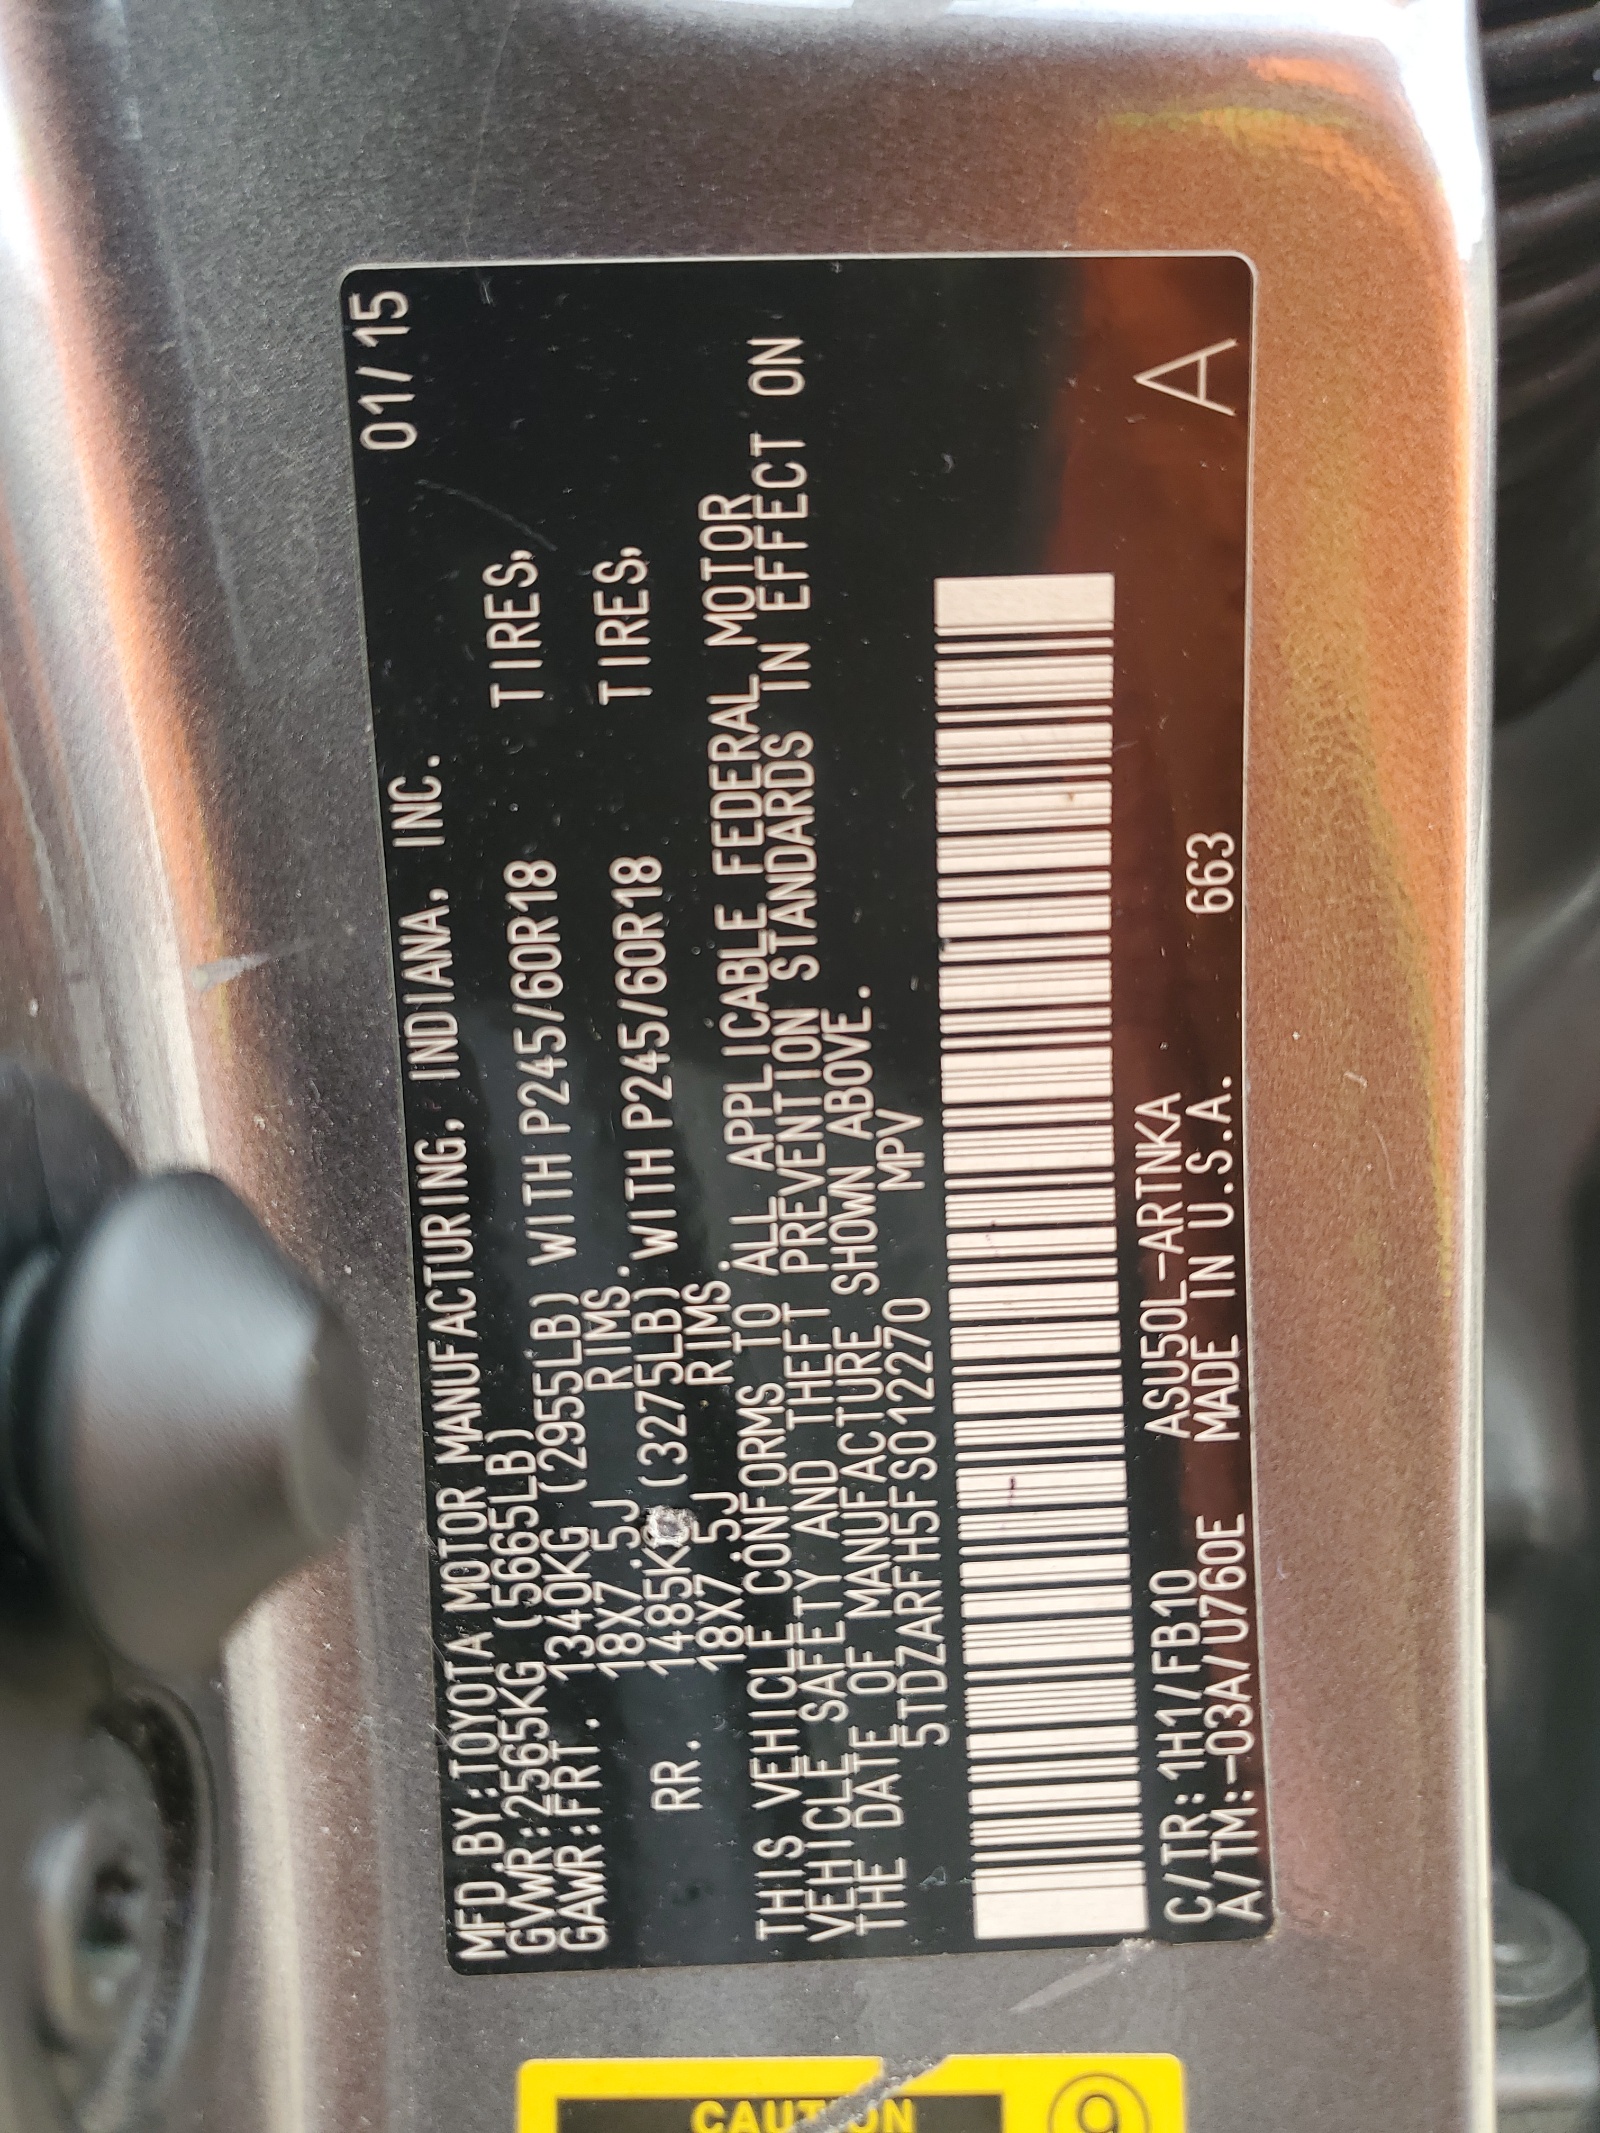 MFD.BY:TOYOTA MOTOR MANUFACTURING, INDIANA, INC. 01/15
GVWR:2565KG (5665LB)
GAWR:FRT. 1340KG (2955LB) WITH P245/60R18 TIRES,
18X7.5J RIMS.
RR. 1485KG (3275LB) WITH P245/60R18 TIRES,
18X7.5J RIMS.
THIS VEHICLE CONFORMS TO ALL APPLICABLE FEDERAL MOTOR
VEHICLE SAFETY AND THEFT PREVENTION STANDARDS IN EFFECT ON
THE DATE OF MANUFACTURE SHOWN ABOVE.
5TDZARFH5FS012270 MPV
C/TR:1H1/FB10 ASU50L-ARTNKA
A/TM:-03A/U760E MADE IN U.S.A. 663 A
CAUTION
9